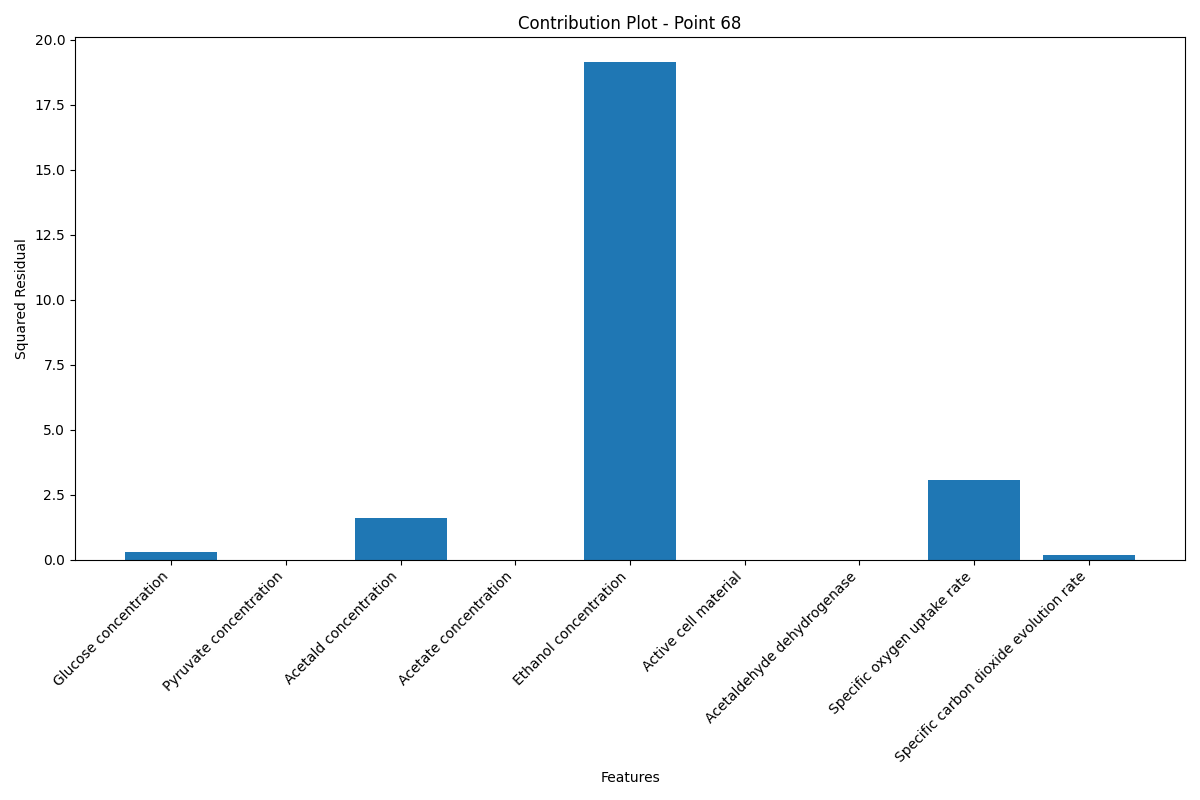 Contribution Plot - Point 68
20.0
17.5
15.0
12.5
10.0
7.5
5.0
2.5
0.0
Squared Residual
Glucose concentration
Pyruvate concentration
Acetald concentration
Acetate concentration
Ethanol concentration
Active cell material
Acetaldehyde dehydrogenase
Specific oxygen uptake rate
Specific carbon dioxide evolution rate
Features